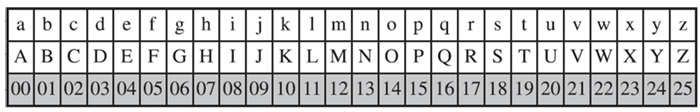 a b c d e f g h i j k l m n o p q r s t u v w x y z
A B C D E F G H I J K L M N O P Q R S T U V W X Y Z
00 01 02 03 04 05 06 07 08 09 10 11 12 13 14 15 16 17 18 19 20 21 22 23 24 25